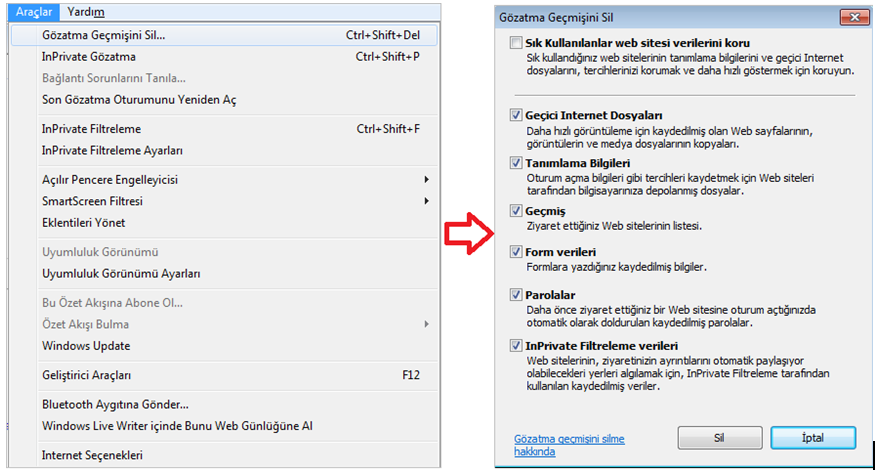 Araçlar Yardım
Gözatma Geçmişini Sil... Ctrl+Shift+Del
InPrivate Gözatma Ctrl+Shift+P
Bağlantı Sorunlarını Tanıla...
Son Gözatma Oturumunu Yeniden Aç
InPrivate Filtreleme Ctrl+Shift+F
InPrivate Filtreleme Ayarları
Açılır Pencere Engelleyicisi
SmartScreen Filtresi
Eklentileri Yönet
Uyumluluk Görünümü
Uyumluluk Görünümü Ayarları
Bu Özet Akışına Abone Ol...
Özet Akışı Bulma
Windows Update
Geliştirici Araçları F12
Bluetooth Aygıtına Gönder...
Windows Live Writer içinde Bunu Web Günlüğüne Al
Internet Seçenekleri
Gözatma Geçmişini Sil
Sık Kullanılanlar web sitesi verilerini koru
Sık kullandığınız web sitelerinin tanımlama bilgilerini ve geçici Internet
dosyalarını, tercihlerinizi korumak ve daha hızlı göstermek için koruyun.
Geçici Internet Dosyaları
Daha hızlı görüntüleme için kaydedilmiş olan Web sayfalarının,
görüntülerin ve medya dosyalarının kopyaları.
Tanımlama Bilgileri
Oturum açma bilgileri gibi tercihleri kaydetmek için Web siteleri
tarafından bilgisayarınıza depolanmış dosyalar.
Geçmiş
Ziyaret ettiğiniz Web sitelerinin listesi.
Form verileri
Formlara yazdığınız kaydedilmiş bilgiler.
Parolalar
Daha önce ziyaret ettiğiniz bir Web sitesine oturum açtığınızda
otomatik olarak doldurulan kaydedilmiş parolalar.
InPrivate Filtreleme verileri
Web sitelerinin, ziyaretinizin ayrıntılarını otomatik paylaşıyor
olabilecekleri yerleri algılamak için, InPrivate Filtreleme tarafından
kullanılan kaydedilmiş veriler.
Gözatma geçmişini silme
hakkında
Sil
İptal